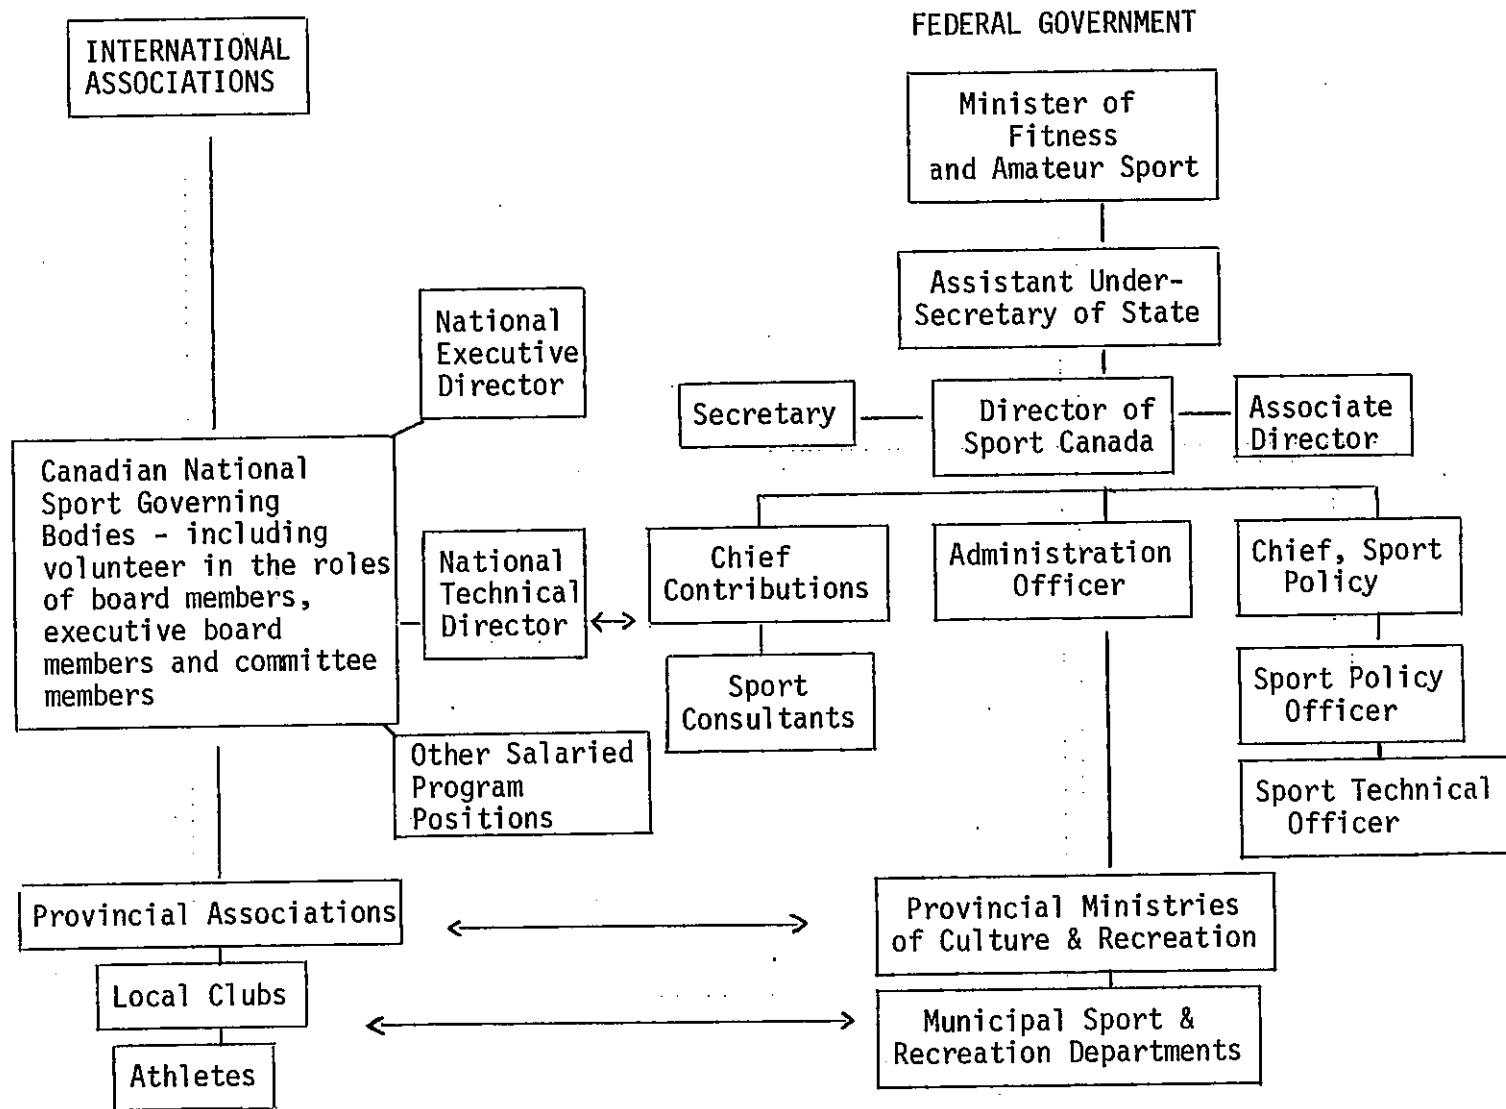 INTERNATIONAL
ASSOCIATIONS
FEDERAL GOVERNMENT
Minister of
Fitness
and Amateur Sport
Assistant Under-
Secretary of State
National
Executive
Director
Secretary
Director of
Sport Canada
Associate
Director
Canadian National
Sport Governing
Bodies - including
volunteer in the roles
of board members,
executive board
members and committee
members
National
Technical
Director
Chief
Contributions
Administration
Officer
Chief, Sport
Policy
Sport
Consultants
Sport Policy
Officer
Other Salaried
Program
Positions
Sport Technical
Officer
Provincial Associations
Provincial Ministries
of Culture & Recreation
Local Clubs
Municipal Sport &
Recreation Departments
Athletes